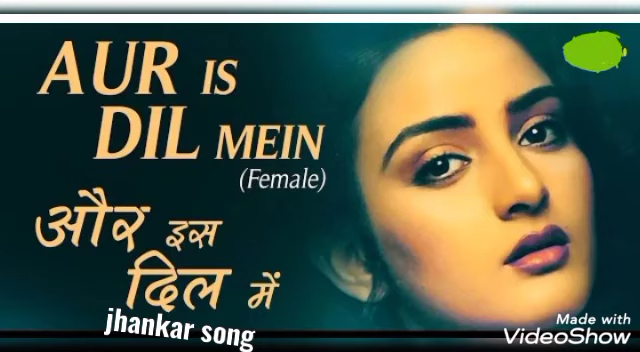 AUR IS
DIL MEIN
(Female)
और इस
दिल में
jhankar song
Made with
VideoShow